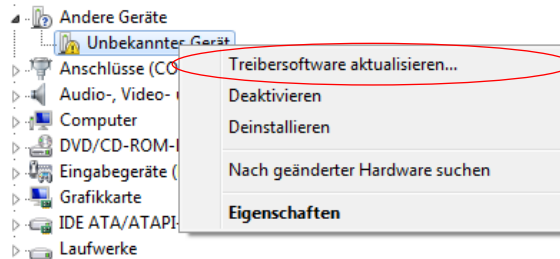 Andere Geräte
Unbekanntes Gerät
Treibersoftware aktualisieren...
Anschlüsse (CO
Deaktivieren
Audio-, Video-
Deinstallieren
Computer
DVD/CD-ROM-
Nach geänderter Hardware suchen
Eingabegeräte (
Grafikkarte
Eigenschaften
IDE ATA/ATAPI-
Laufwerke